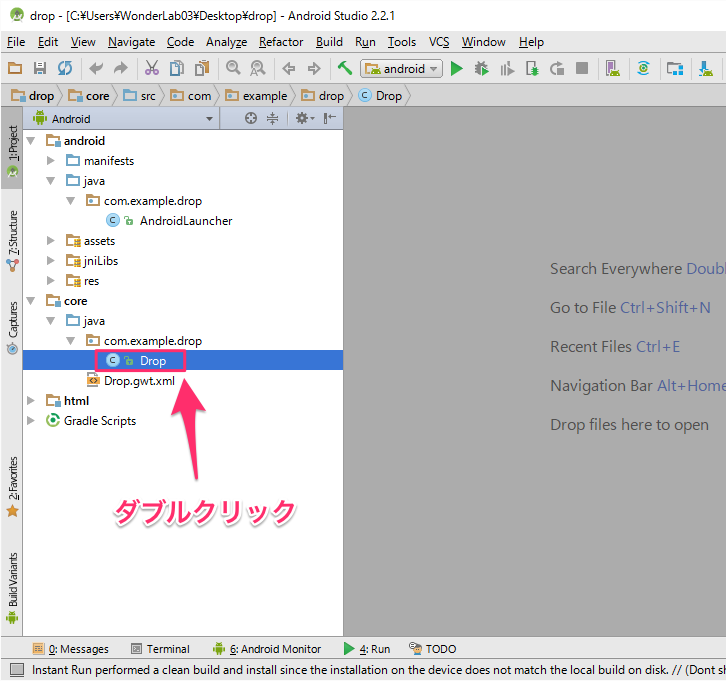 drop - [C:¥Users¥WonderLab03¥Desktop¥drop] - Android Studio 2.2.1
File Edit View Navigate Code Analyze Refactor Build Run Tools VCS Window Help
android
drop core src com example drop Drop
Android
1: Project
7: Structure
Captures
2: Favorites
Build Variants
android
manifests
java
com.example.drop
AndroidLauncher
assets
jniLibs
res
core
java
com.example.drop
Drop
Drop.gwt.xml
html
Gradle Scripts
ダブルクリック
Search Everywhere Doubl
Go to File Ctrl+Shift+N
Recent Files Ctrl+E
Navigation Bar Alt+Home
Drop files here to open
0: Messages Terminal 6: Android Monitor 4: Run TODO
Instant Run performed a clean build and install since the installation on the device does not match the local build on disk. // (Dont sh